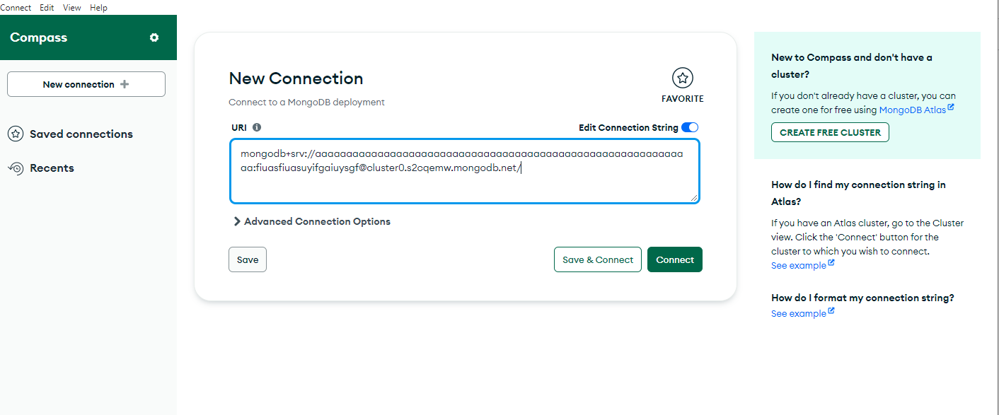 Connect Edit View Help
Compass
New connection
Saved connections
Recents
New Connection
Connect to a MongoDB deployment
FAVORITE
URI
Edit Connection String
mongodb+srv://aaaaaaaaaaaaaaaaaaaaaaaaaaaaaaaaaaaaaaaaaaaaaaaaaaaaaaaaaaa
aa:fiuasfiuasuyifgaiuysgf@cluster0.s2cqemw.mongodb.net/
Advanced Connection Options
Save
Save & Connect
Connect
New to Compass and don't have a
cluster?
If you don't already have a cluster, you can
create one for free using MongoDB Atlas
CREATE FREE CLUSTER
How do I find my connection string in
Atlas?
If you have an Atlas cluster, go to the Cluster
view. Click the 'Connect' button for the
cluster to which you wish to connect.
See example
How do I format my connection string?
See example